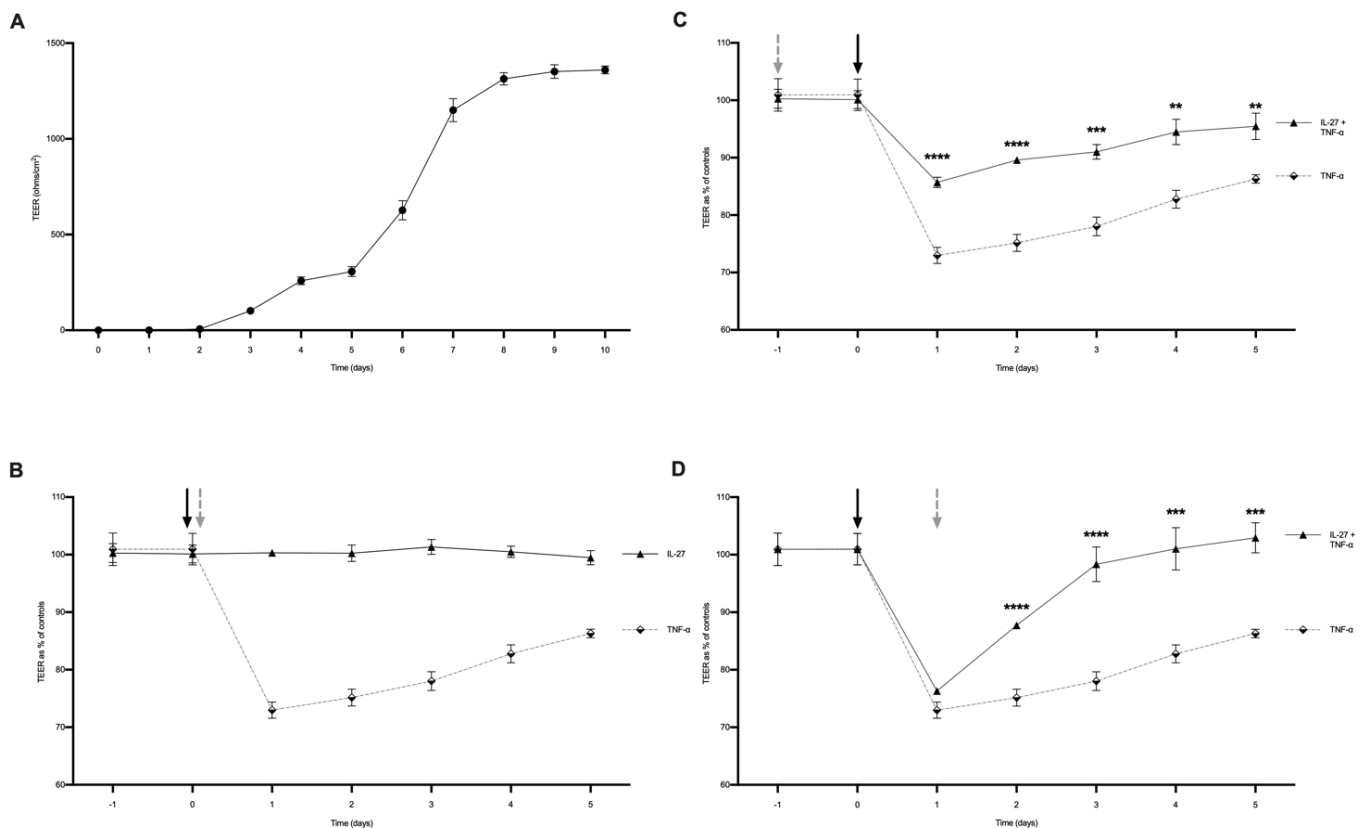 A
TEER (ohms/cm²)
1500
1000
500
0
0 1 2 3 4 5 6 7 8 9 10
Time (days)
C
TEER as % of controls
110
100
90
80
70
60
**** **** *** ** **
IL-27 +
TNF-α
TNF-α
-1 0 1 2 3 4 5
Time (days)
B
TEER as % of controls
110
100
90
80
70
60
IL-27
TNF-α
-1 0 1 2 3 4 5
Time (days)
D
TEER as % of controls
110
100
90
80
70
60
**** **** *** ***
IL-27 +
TNF-α
TNF-α
-1 0 1 2 3 4 5
Time (days)